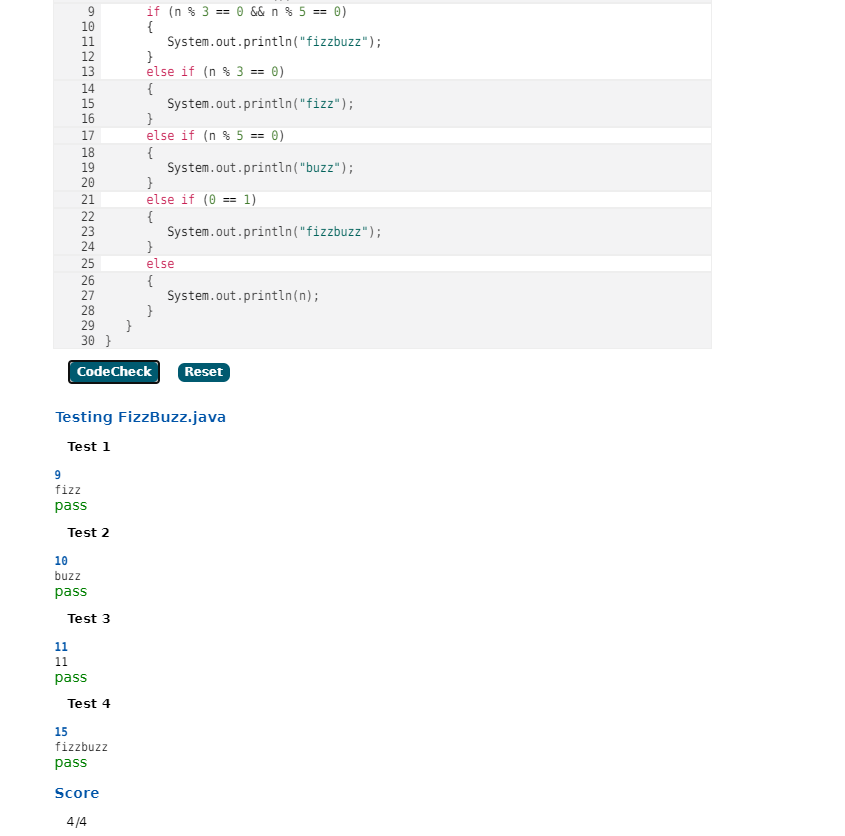 9 if (n % 3 == 0 && n % 5 == 0)
10 {
11 System.out.println("fizzbuzz");
12 }
13 else if (n % 3 == 0)
14 {
15 System.out.println("fizz");
16 }
17 else if (n % 5 == 0)
18 {
19 System.out.println("buzz");
20 }
21 else if (0 == 1)
22 {
23 System.out.println("fizzbuzz");
24 }
25 else
26 {
27 System.out.println(n);
28 }
29 }
30 }
CodeCheck Reset
Testing FizzBuzz.java
Test 1
9
fizz
pass
Test 2
10
buzz
pass
Test 3
11
11
pass
Test 4
15
fizzbuzz
pass
Score
4/4